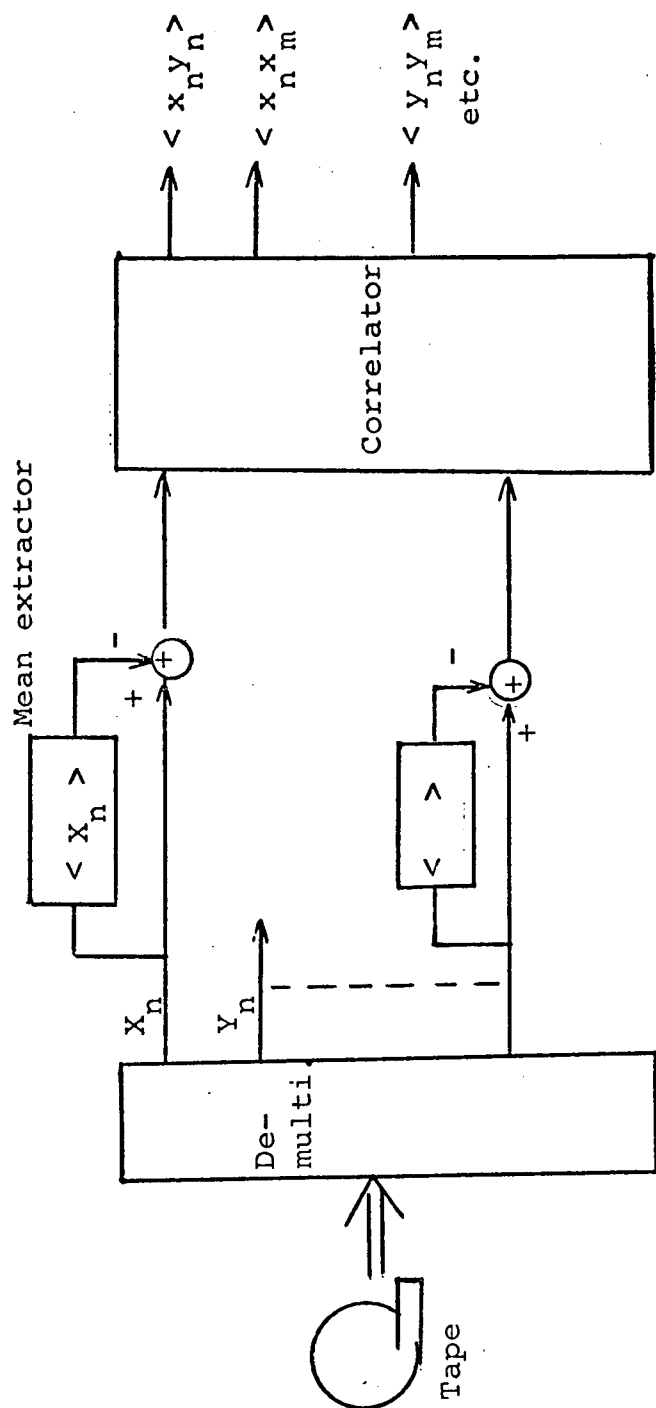 Tape
De-
multi
X_n
Y_n
Mean extractor
< X_n >
+
-
+
< >
+
-
+
Correlator
< x_n y_n >
< x_n x_m >
< y_n y_m >
etc.